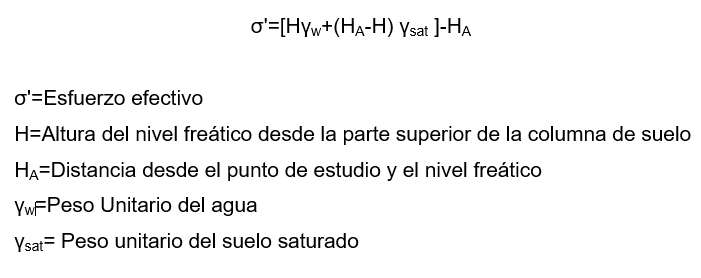 σ'=[Hγw+(HA-H) γsat ]-HA
σ'=Esfuerzo efectivo
H=Altura del nivel freático desde la parte superior de la columna de suelo
HA=Distancia desde el punto de estudio y el nivel freático
γw=Peso Unitario del agua
γsat= Peso unitario del suelo saturado